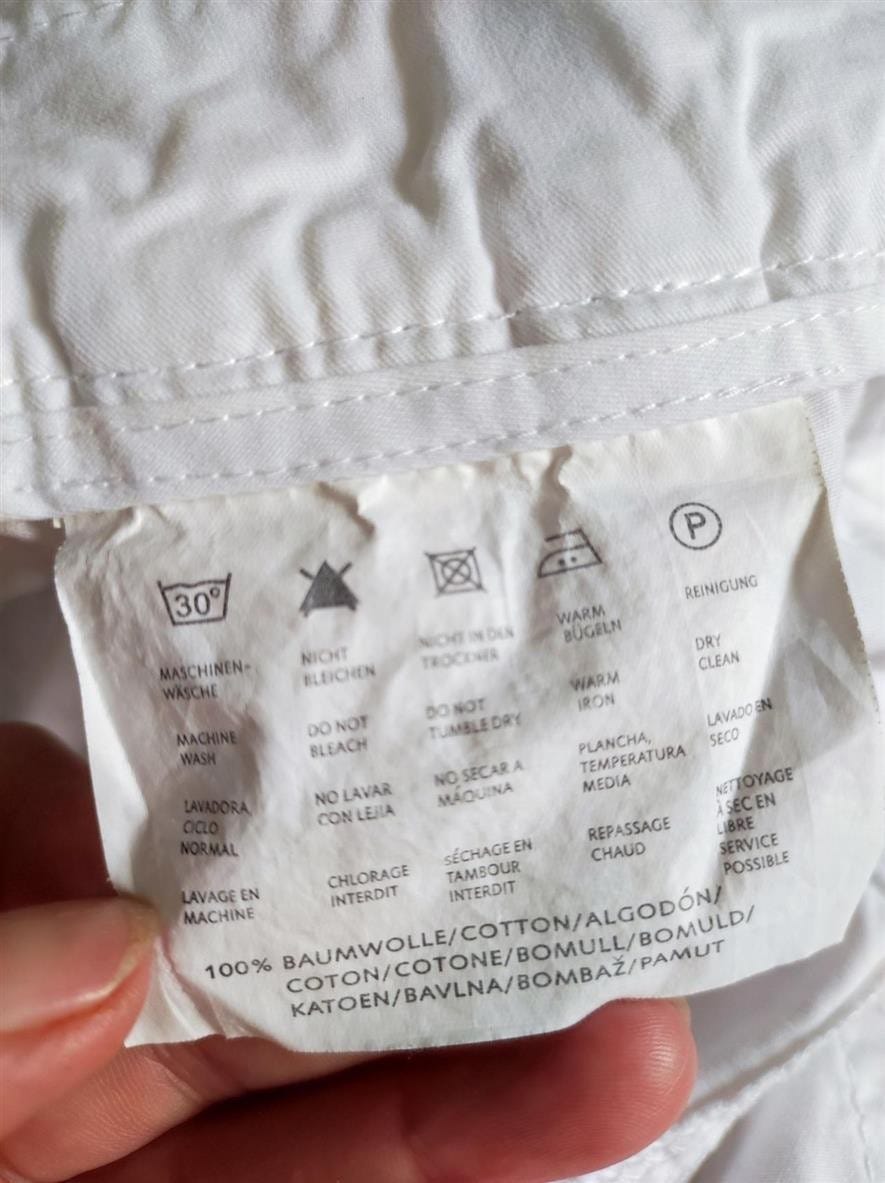 30°
P
MASCHINEN-
WÄSCHE
NICHT
BLEICHEN
NICHT IN DEN
TROCKNER
WARM
BÜGELN
REINIGUNG
MACHINE
WASH
DO NOT
BLEACH
DO NOT
TUMBLE DRY
WARM
IRON
DRY
CLEAN
LAVADORA,
CICLO
NORMAL
NO LAVAR
CON LEJIA
NO SECAR A
MÁQUINA
PLANCHA,
TEMPERATURA
MEDIA
LAVADO EN
SECO
LAVAGE EN
MACHINE
CHLORAGE
INTERDIT
SÉCHAGE EN
TAMBOUR
INTERDIT
REPASSAGE
CHAUD
NETTOYAGE
À SEC EN
LIBRE
SERVICE
POSSIBLE
100% BAUMWOLLE/COTTON/ALGODÓN/
COTON/COTONE/BOMULL/BOMULD/
KATOEN/BAVLNA/BOMBAŽ/PAMUT